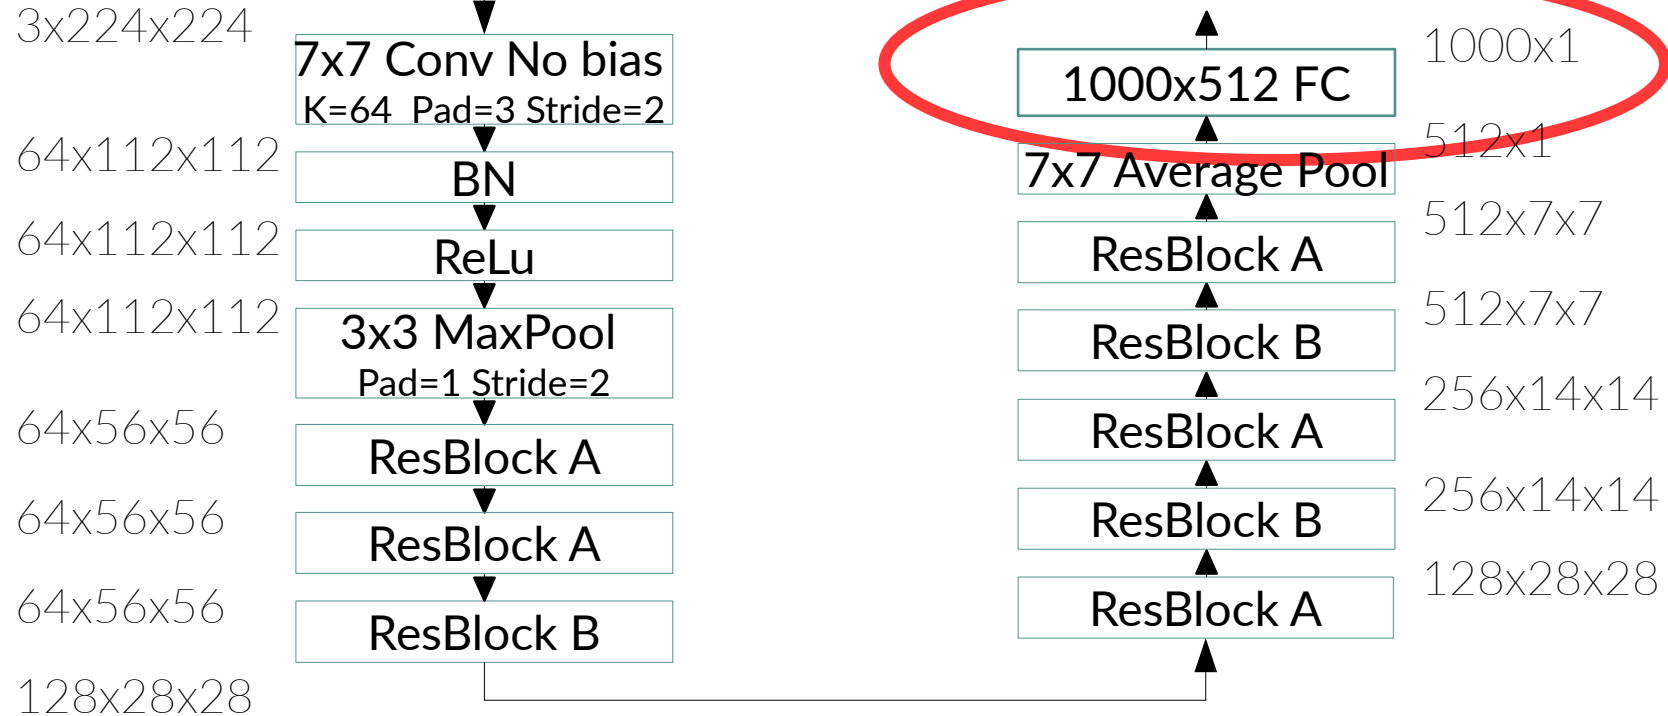 3x224x224
7x7 Conv No bias
K=64 Pad=3 Stride=2
64x112x112
BN
64x112x112
ReLu
64x112x112
3x3 MaxPool
Pad=1 Stride=2
64x56x56
ResBlock A
64x56x56
ResBlock A
64x56x56
ResBlock B
128x28x28
1000x1
1000x512 FC
512x1
7x7 Average Pool
512x7x7
ResBlock A
512x7x7
ResBlock B
256x14x14
ResBlock A
256x14x14
ResBlock B
128x28x28
ResBlock A